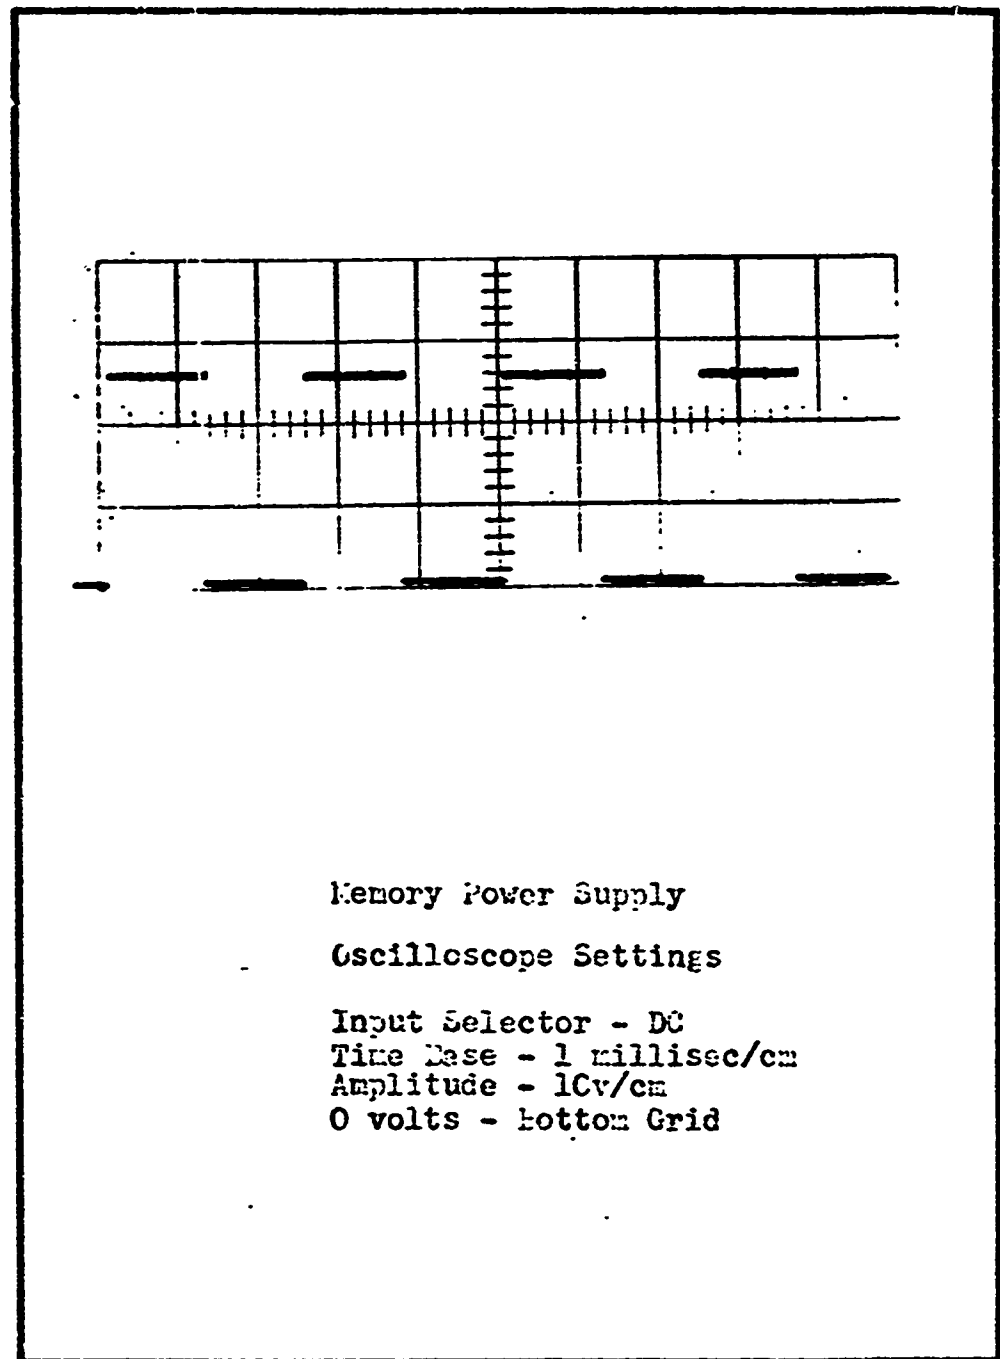 Memory Power Supply
Oscilloscope Settings
Input Selector - DC
Time Base - 1 millisec/cm
Amplitude - 10v/cm
0 volts - Bottom Grid